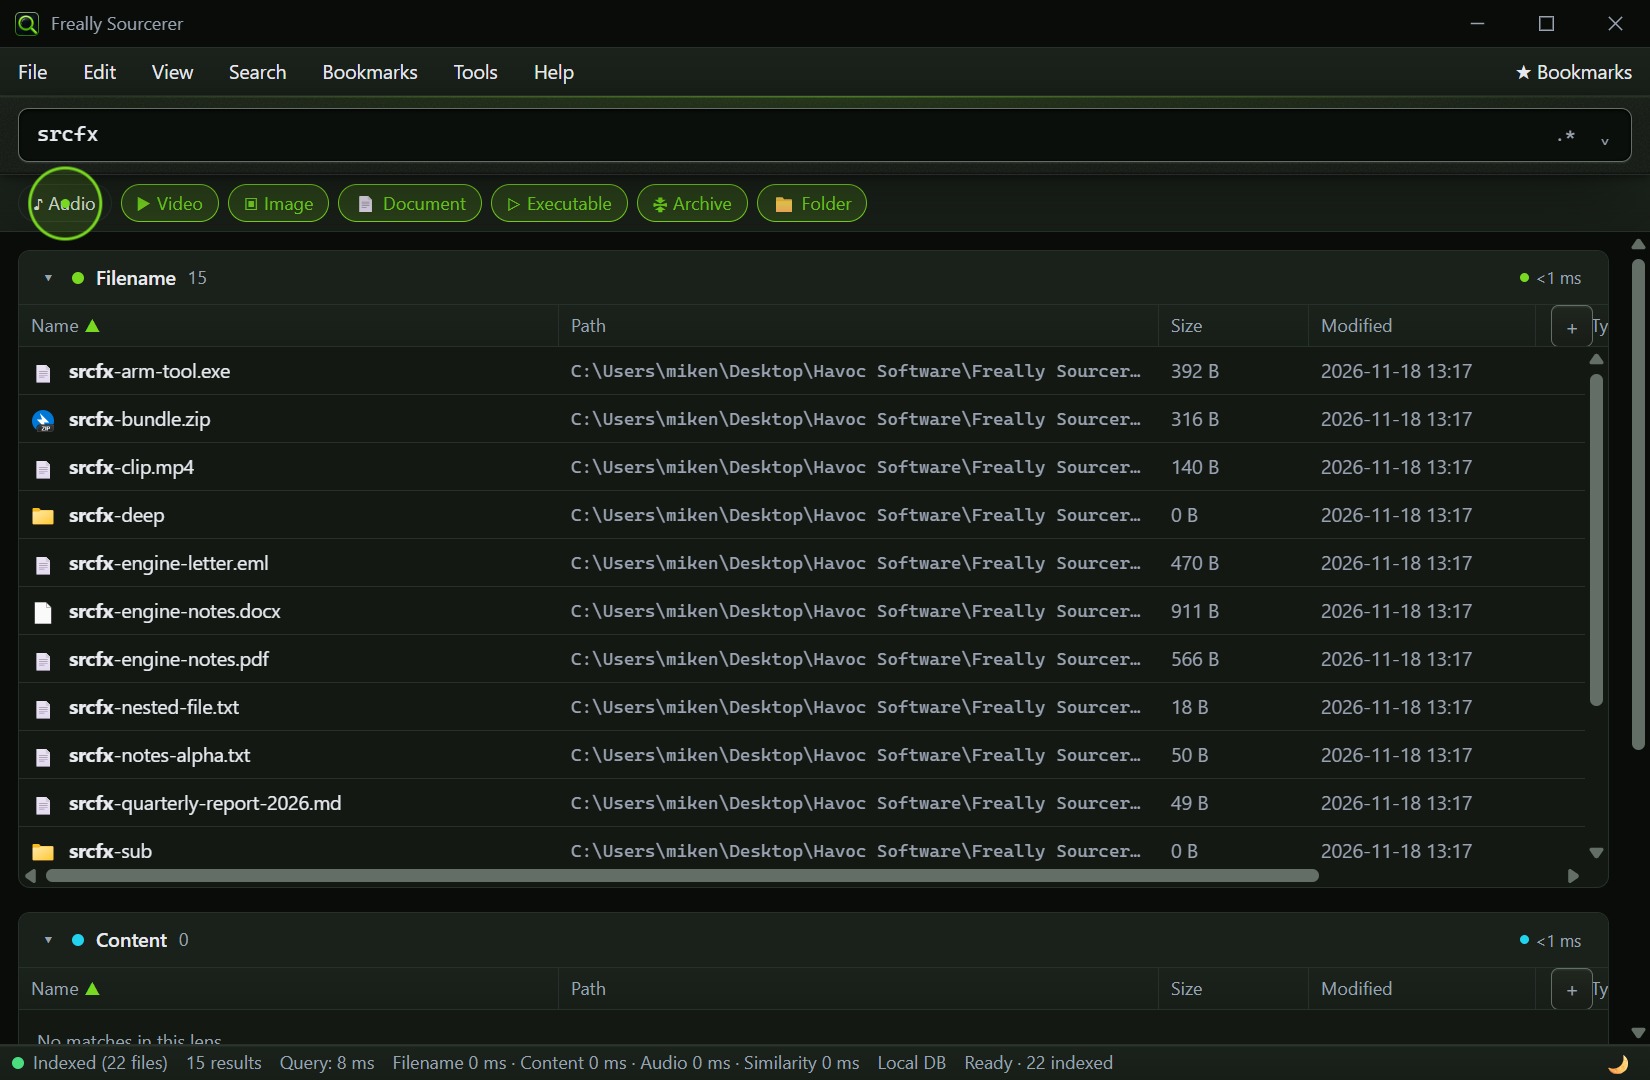 Freally Sourcerer
File Edit View Search Bookmarks Tools Help ★ Bookmarks
srcfx .* v
♪ Audio ▶ Video Image Document ▷ Executable Archive Folder
▼ Filename 15 <1 ms
Name ▲ Path Size Modified + Ty
srcfx-arm-tool.exe C:\Users\miken\Desktop\Havoc Software\Freally Sourcer… 392 B 2026-11-18 13:17
srcfx-bundle.zip C:\Users\miken\Desktop\Havoc Software\Freally Sourcer… 316 B 2026-11-18 13:17
srcfx-clip.mp4 C:\Users\miken\Desktop\Havoc Software\Freally Sourcer… 140 B 2026-11-18 13:17
srcfx-deep C:\Users\miken\Desktop\Havoc Software\Freally Sourcer… 0 B 2026-11-18 13:17
srcfx-engine-letter.eml C:\Users\miken\Desktop\Havoc Software\Freally Sourcer… 470 B 2026-11-18 13:17
srcfx-engine-notes.docx C:\Users\miken\Desktop\Havoc Software\Freally Sourcer… 911 B 2026-11-18 13:17
srcfx-engine-notes.pdf C:\Users\miken\Desktop\Havoc Software\Freally Sourcer… 566 B 2026-11-18 13:17
srcfx-nested-file.txt C:\Users\miken\Desktop\Havoc Software\Freally Sourcer… 18 B 2026-11-18 13:17
srcfx-notes-alpha.txt C:\Users\miken\Desktop\Havoc Software\Freally Sourcer… 50 B 2026-11-18 13:17
srcfx-quarterly-report-2026.md C:\Users\miken\Desktop\Havoc Software\Freally Sourcer… 49 B 2026-11-18 13:17
srcfx-sub C:\Users\miken\Desktop\Havoc Software\Freally Sourcer… 0 B 2026-11-18 13:17
▼ Content 0 <1 ms
Name ▲ Path Size Modified + Ty
No matches in this lens
Indexed (22 files) 15 results Query: 8 ms Filename 0 ms · Content 0 ms · Audio 0 ms · Similarity 0 ms Local DB Ready · 22 indexed